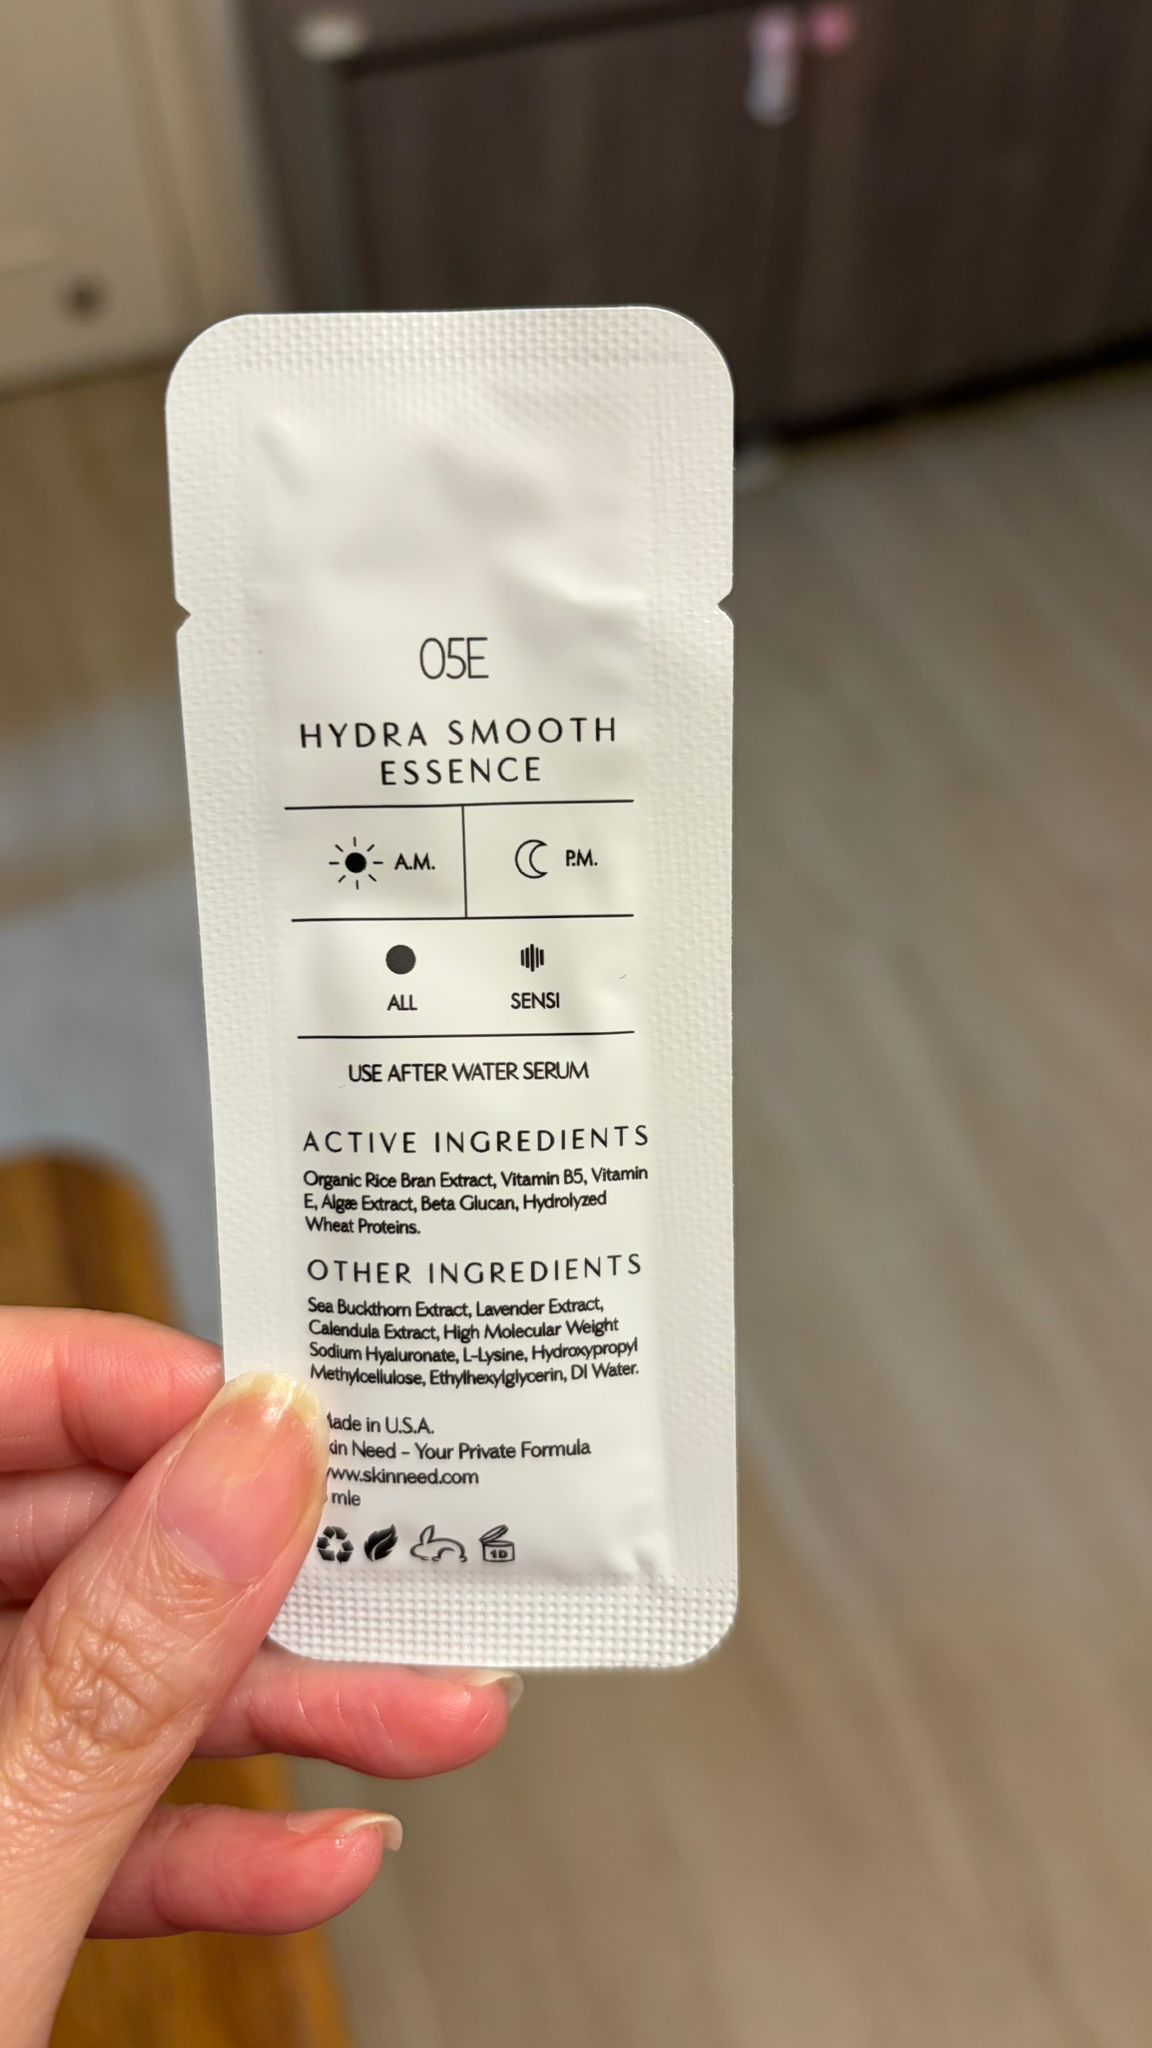 05E
HYDRA SMOOTH
ESSENCE
A.M. P.M.
ALL SENSI
USE AFTER WATER SERUM
ACTIVE INGREDIENTS
Organic Rice Bran Extract, Vitamin B5, Vitamin
E, Algæ Extract, Beta Glucan, Hydrolyzed
Wheat Proteins.
OTHER INGREDIENTS
Sea Buckthorn Extract, Lavender Extract,
Calendula Extract, High Molecular Weight
Sodium Hyaluronate, L-Lysine, Hydroxypropyl
Methylcellulose, Ethylhexylglycerin, DI Water.
in U.S.A.
Need – Your Private Formula
www.skinneed.com
mle
1D